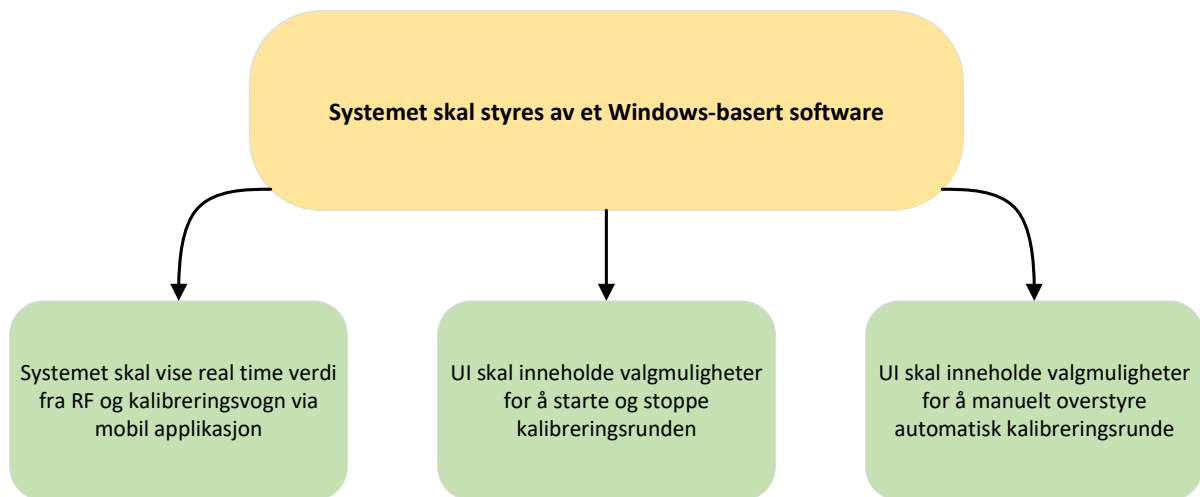 Systemet skal styres av et Windows-basert software
Systemet skal vise real time verdi
fra RF og kalibreringsvogn via
mobil applikasjon
UI skal inneholde valgmuligheter
for å starte og stoppe
kalibreringsrunden
UI skal inneholde valgmuligheter
for å manuelt overstyre
automatisk kalibreringsrunde